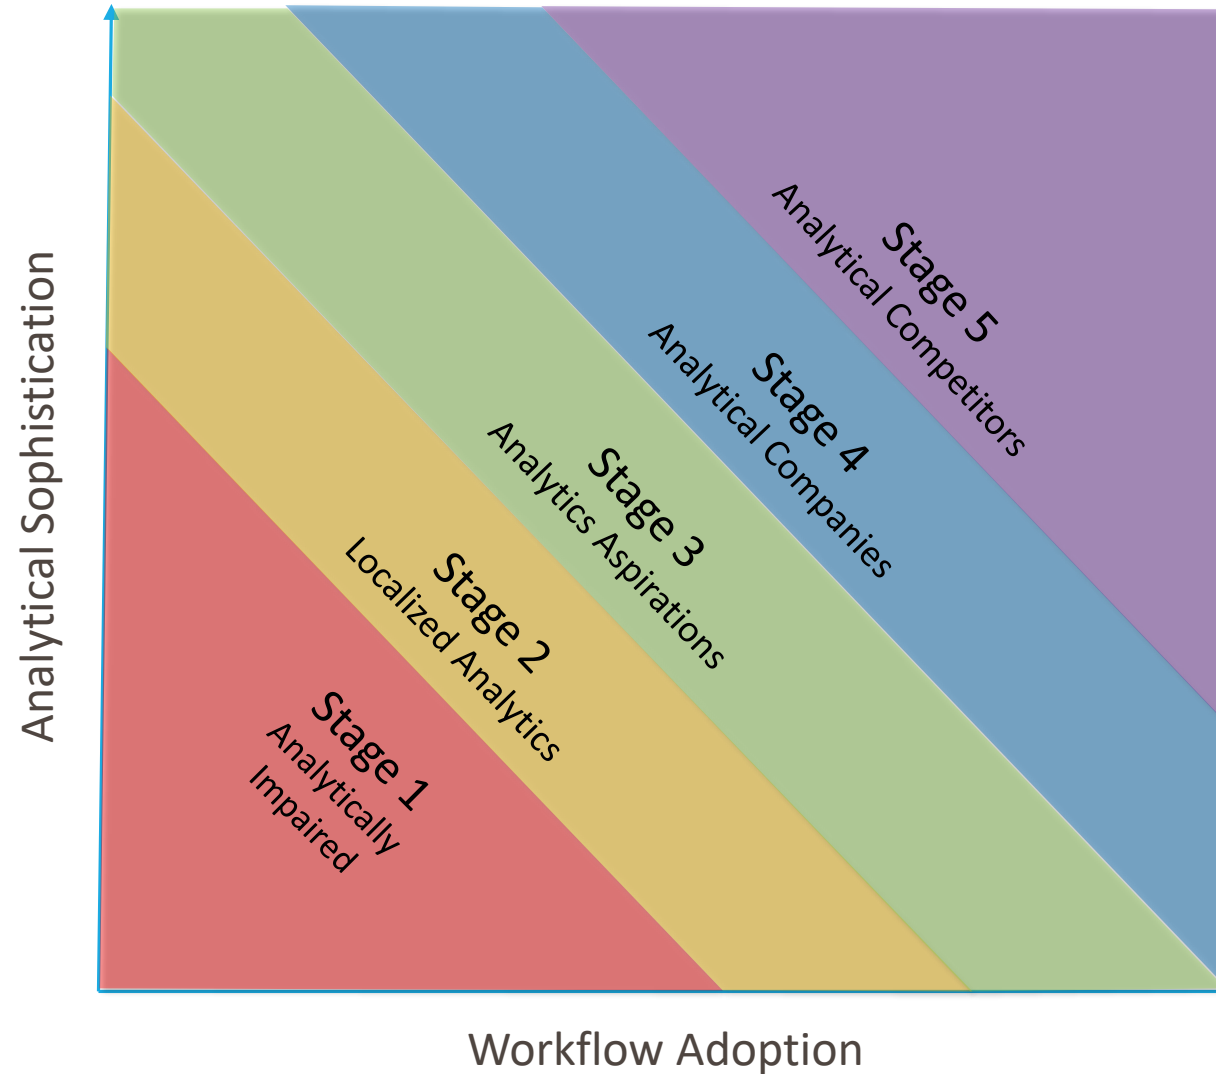 Analytical Sophistication
Stage 5
Analytical Competitors
Stage 4
Analytical Companies
Stage 3
Analytics Aspirations
Stage 2
Localized Analytics
Stage 1
Analytically
Impaired
Workflow Adoption